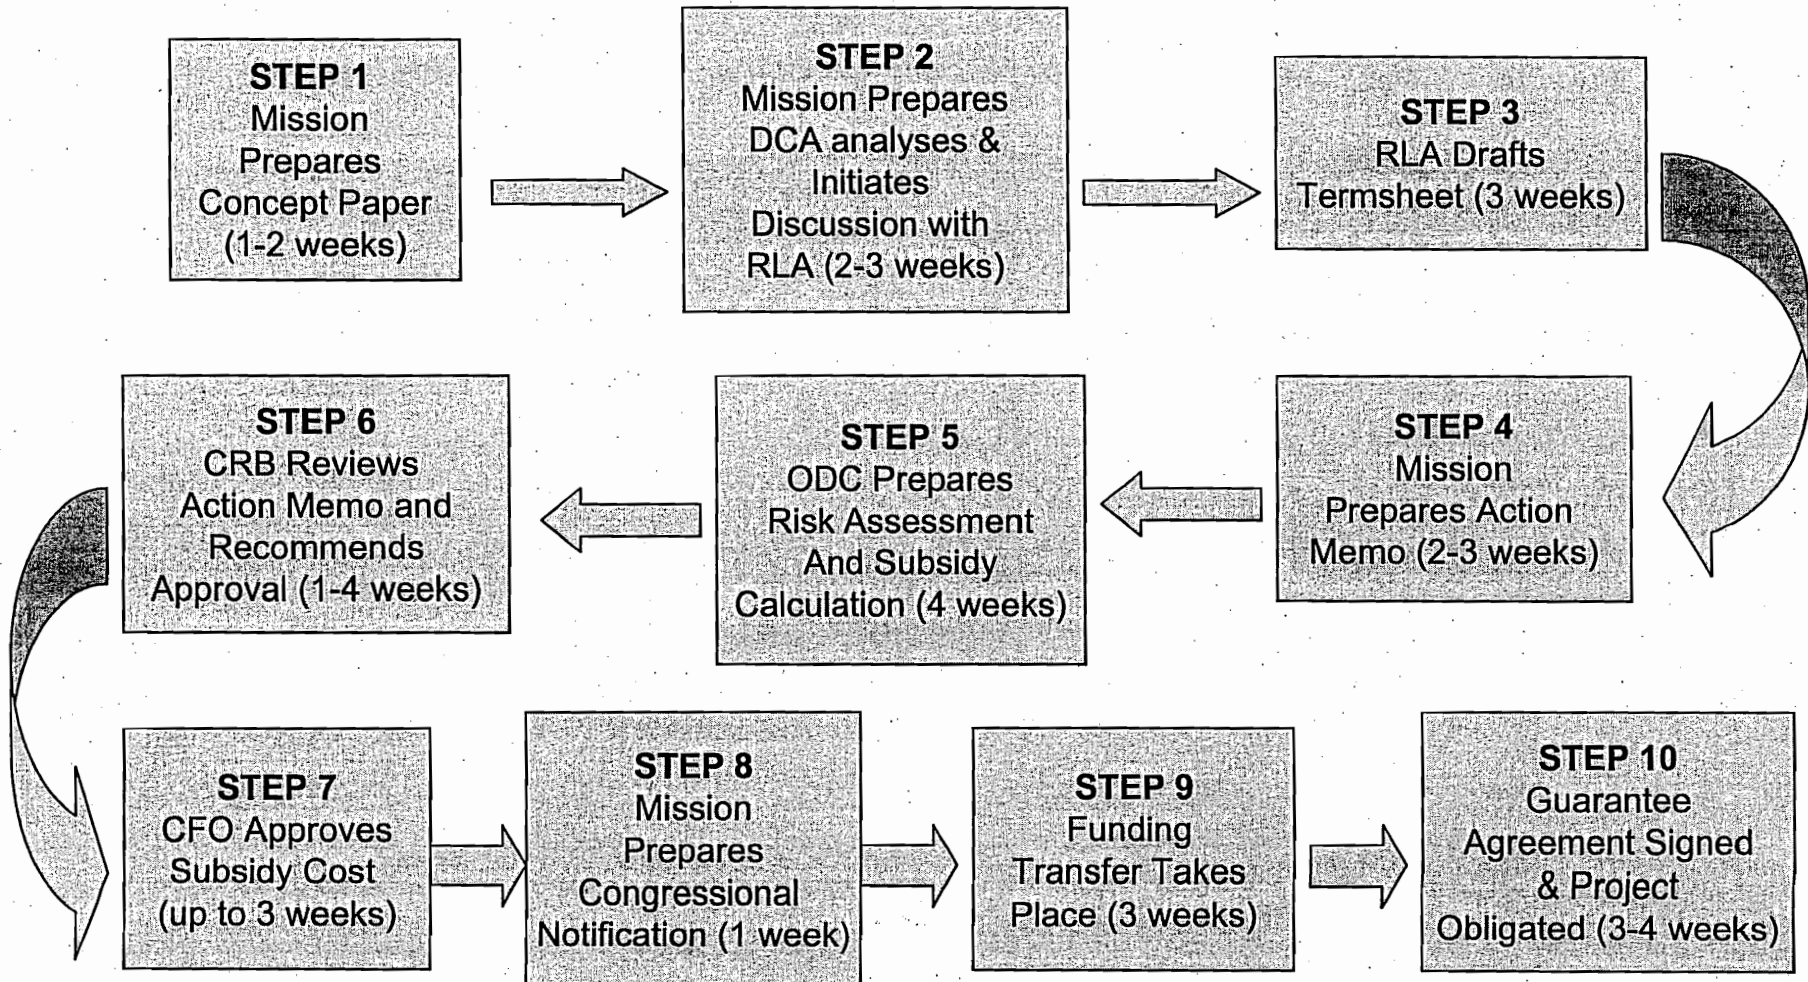 STEP 1
Mission
Prepares
Concept Paper
(1-2 weeks)
STEP 2
Mission Prepares
DCA analyses &
Initiates
Discussion with
RLA (2-3 weeks)
STEP 3
RLA Drafts
Termsheet (3 weeks)
STEP 4
Mission
Prepares Action
Memo (2-3 weeks)
STEP 5
ODC Prepares
Risk Assessment
And Subsidy
Calculation (4 weeks)
STEP 6
CRB Reviews
Action Memo and
Recommends
Approval (1-4 weeks)
STEP 7
CFO Approves
Subsidy Cost
(up to 3 weeks)
STEP 8
Mission
Prepares
Congressional
Notification (1 week)
STEP 9
Funding
Transfer Takes
Place (3 weeks)
STEP 10
Guarantee
Agreement Signed
& Project
Obligated (3-4 weeks)